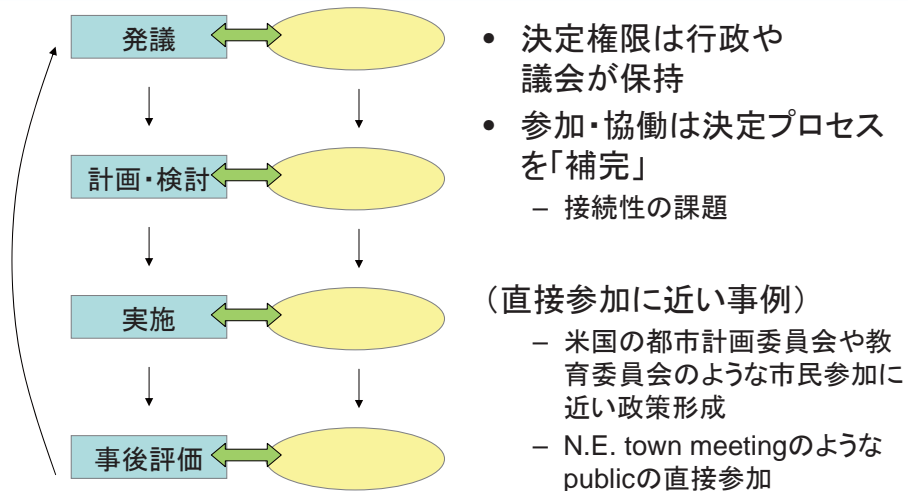 発議
計画・検討
実施
事後評価
• 決定権限は行政や
議会が保持
• 参加・協働は決定プロセス
を「補完」
– 接続性の課題
（直接参加に近い事例）
– 米国の都市計画委員会や教
育委員会のような市民参加に
近い政策形成
– N.E. town meetingのような
publicの直接参加